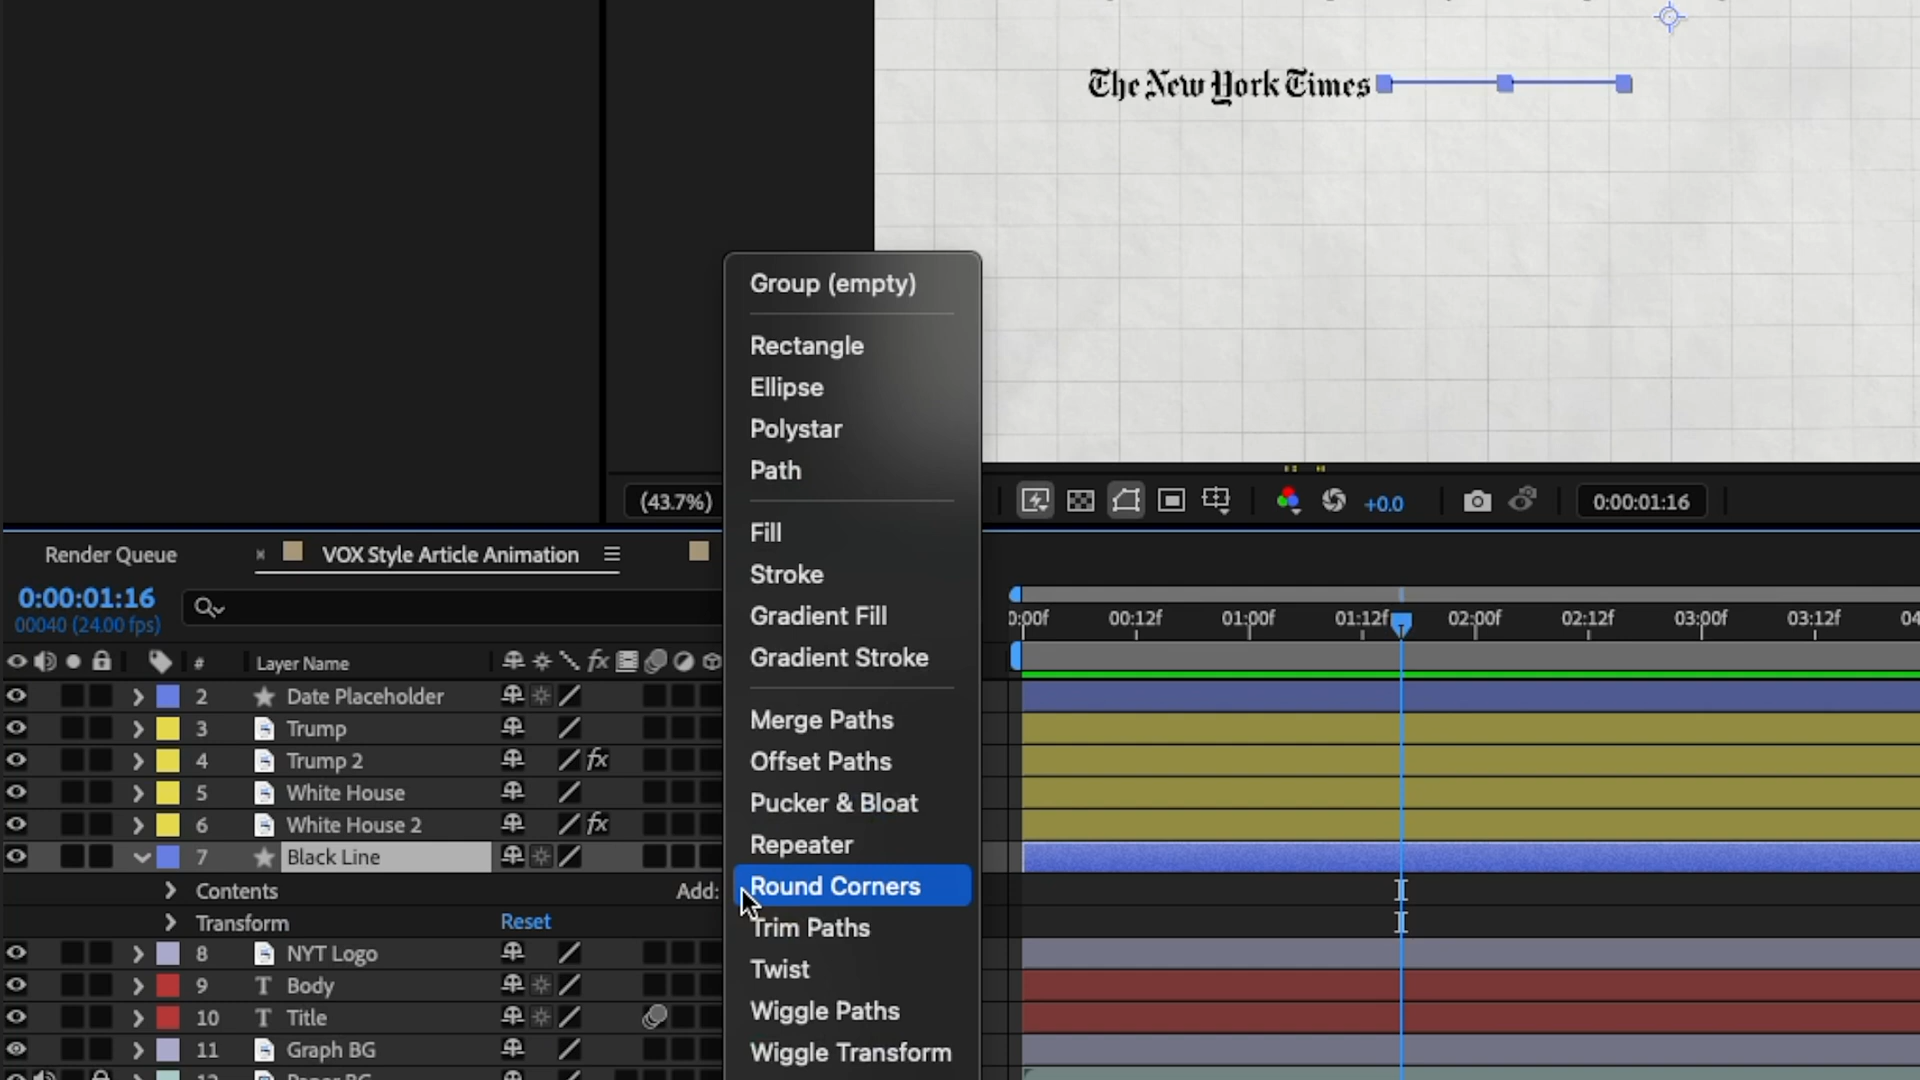 The New York Times
Group (empty)
Rectangle
Ellipse
Polystar
Path
Fill
Stroke
Gradient Fill
Gradient Stroke
Merge Paths
Offset Paths
Pucker & Bloat
Repeater
Round Corners
Trim Paths
Twist
Wiggle Paths
Wiggle Transform
(43.7%)
+0.0
0:00:01:16
Render Queue
VOX Style Article Animation
0:00:01:16
00040 (24.00 fps)
0:00f 00:12f 01:00f 01:12f 02:00f 02:12f 03:00f 03:12f 04
# Layer Name
2 Date Placeholder
3 Trump
4 Trump 2 fx
5 White House
6 White House 2 fx
7 Black Line
Contents Add:
Transform Reset
8 NYT Logo
9 T Body
10 T Title
11 Graph BG